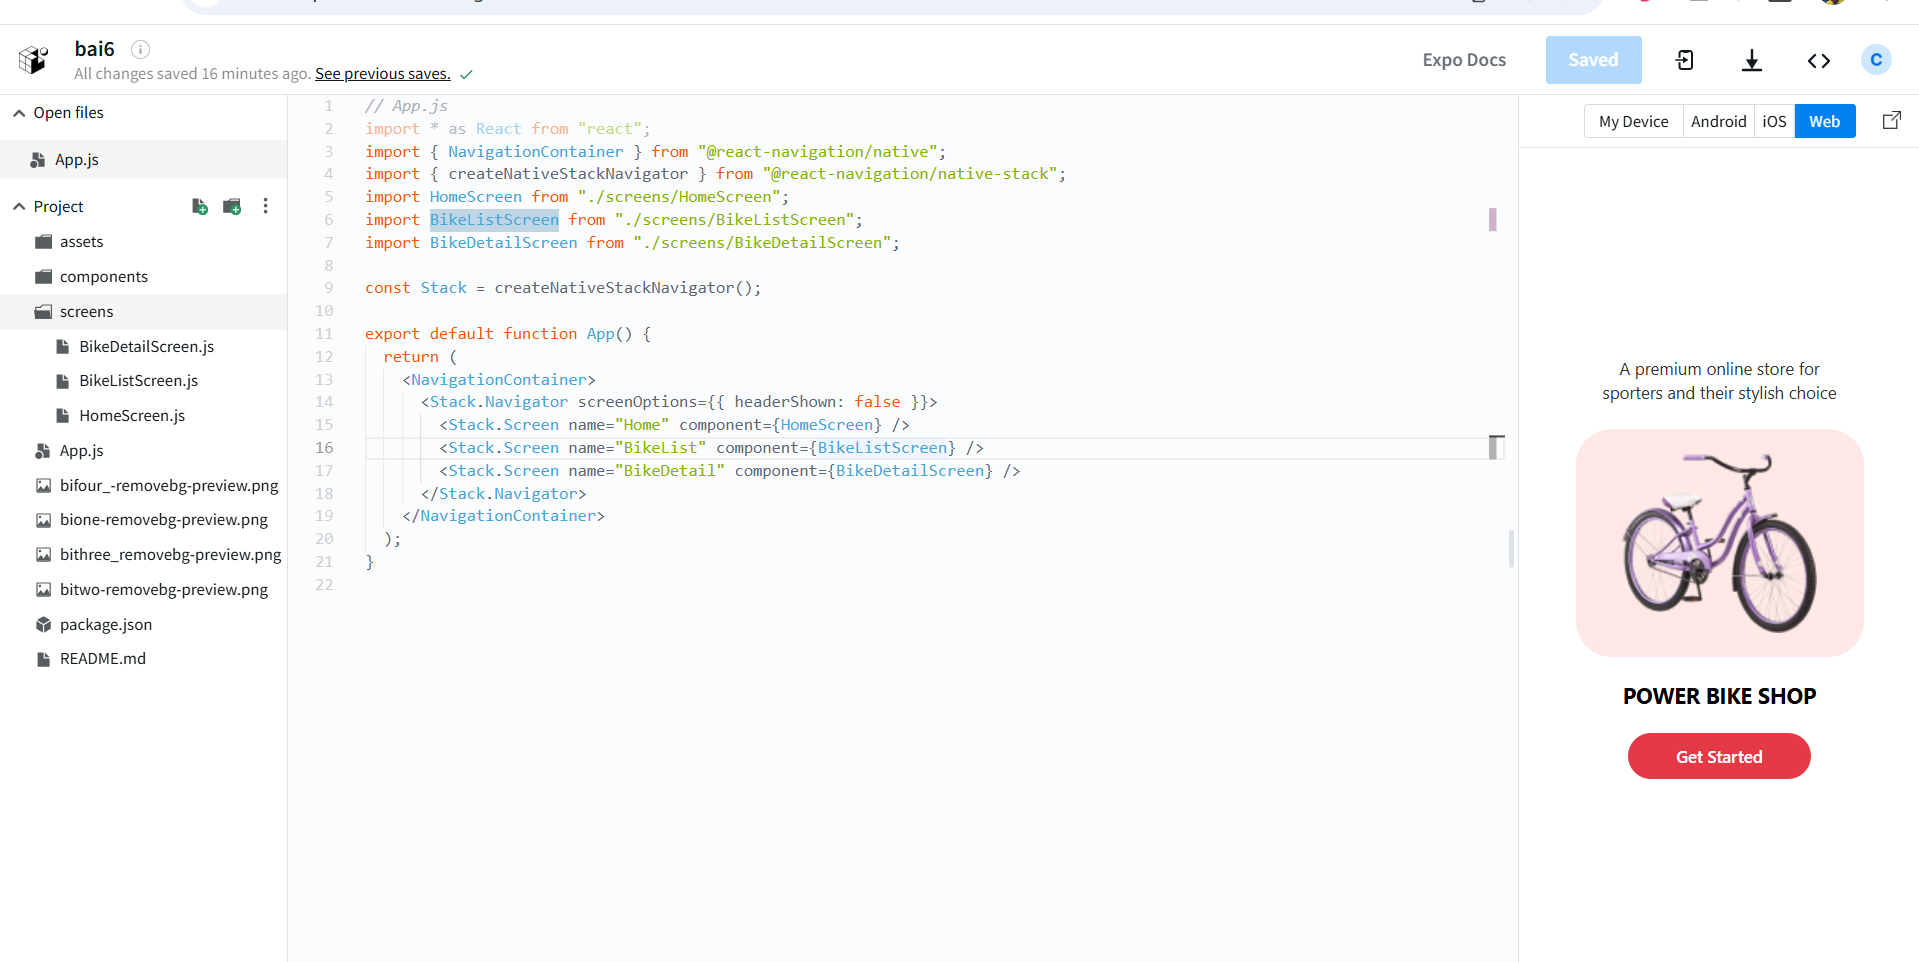 bai6
All changes saved 16 minutes ago. See previous saves.
Expo Docs
Saved
C
Open files
App.js
Project
assets
components
screens
BikeDetailScreen.js
BikeListScreen.js
HomeScreen.js
App.js
bifour_-removebg-preview.png
bione-removebg-preview.png
bithree_removebg-preview.png
bitwo-removebg-preview.png
package.json
README.md
1 // App.js
2 import * as React from "react";
3 import { NavigationContainer } from "@react-navigation/native";
4 import { createNativeStackNavigator } from "@react-navigation/native-stack";
5 import HomeScreen from "./screens/HomeScreen";
6 import BikeListScreen from "./screens/BikeListScreen";
7 import BikeDetailScreen from "./screens/BikeDetailScreen";
8
9 const Stack = createNativeStackNavigator();
10
11 export default function App() {
12 return (
13 <NavigationContainer>
14 <Stack.Navigator screenOptions={{ headerShown: false }}>
15 <Stack.Screen name="Home" component={HomeScreen} />
16 <Stack.Screen name="BikeList" component={BikeListScreen} />
17 <Stack.Screen name="BikeDetail" component={BikeDetailScreen} />
18 </Stack.Navigator>
19 </NavigationContainer>
20 );
21 }
22
My Device Android iOS Web
A premium online store for
sporters and their stylish choice
POWER BIKE SHOP
Get Started